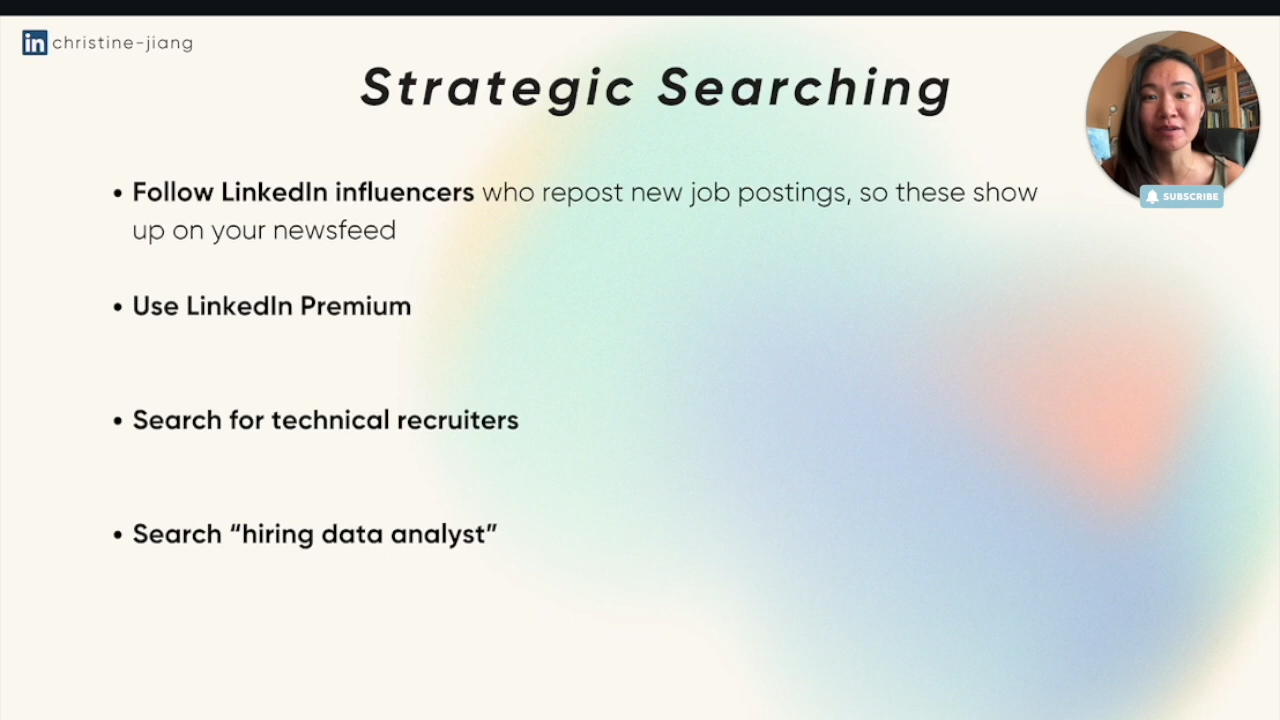 in christine-jiang
Strategic Searching
SUBSCRIBE
• Follow LinkedIn influencers who repost new job postings, so these show
up on your newsfeed
• Use LinkedIn Premium
• Search for technical recruiters
• Search “hiring data analyst”